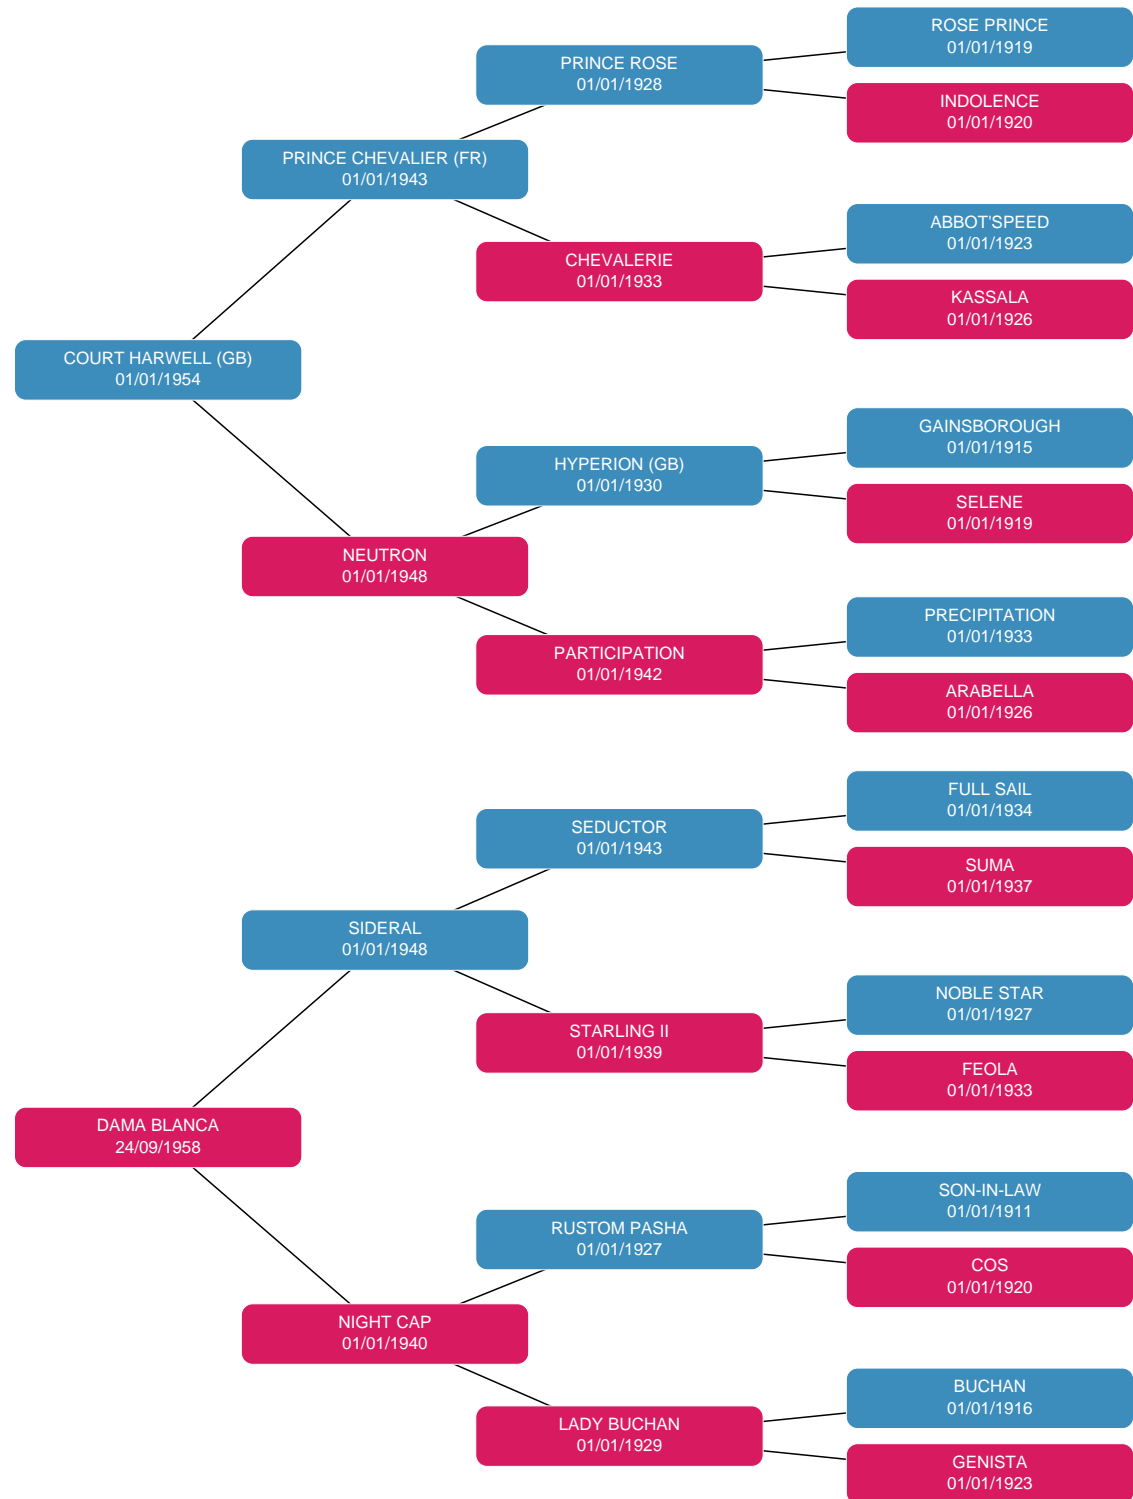 ROSE PRINCE
01/01/1919
PRINCE ROSE
01/01/1928
INDOLENCE
01/01/1920
PRINCE CHEVALIER (FR)
01/01/1943
ABBOT'SPEED
01/01/1923
CHEVALERIE
01/01/1933
KASSALA
01/01/1926
COURT HARWELL (GB)
01/01/1954
GAINSBOROUGH
01/01/1915
HYPERION (GB)
01/01/1930
SELENE
01/01/1919
NEUTRON
01/01/1948
PRECIPITATION
01/01/1933
PARTICIPATION
01/01/1942
ARABELLA
01/01/1926
FULL SAIL
01/01/1934
SEDUCTOR
01/01/1943
SUMA
01/01/1937
SIDERAL
01/01/1948
NOBLE STAR
01/01/1927
STARLING II
01/01/1939
FEOLA
01/01/1933
DAMA BLANCA
24/09/1958
SON-IN-LAW
01/01/1911
RUSTOM PASHA
01/01/1927
COS
01/01/1920
NIGHT CAP
01/01/1940
BUCHAN
01/01/1916
LADY BUCHAN
01/01/1929
GENISTA
01/01/1923